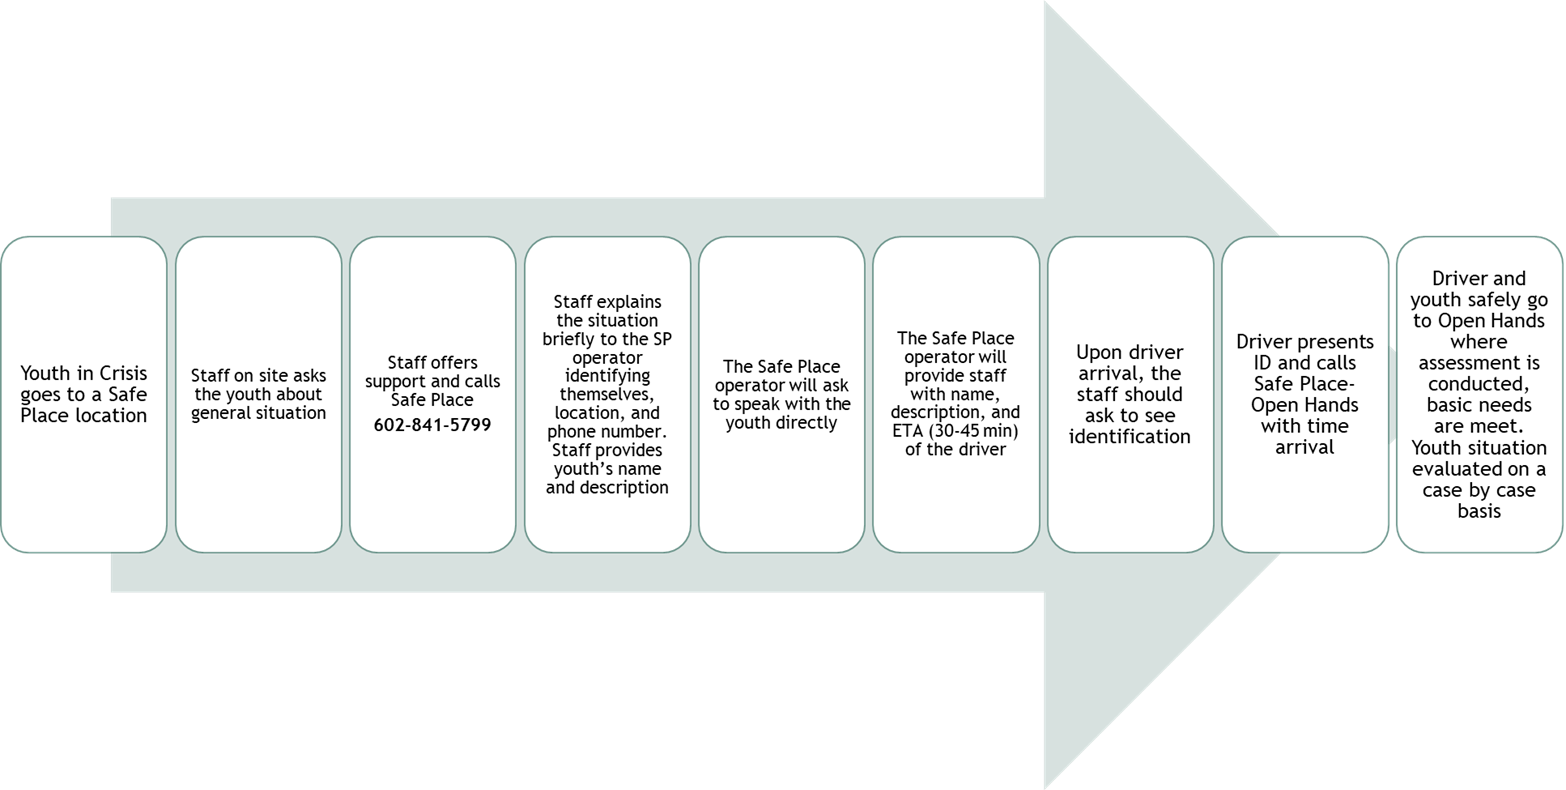 Youth in Crisis
goes to a Safe
Place location
Staff on site asks
the youth about
general situation
Staff offers
support and calls
Safe Place
602-841-5799
Staff explains
the situation
briefly to the SP
operator
identifying
themselves,
location, and
phone number.
Staff provides
youth’s name
and description
The Safe Place
operator will ask
to speak with the
youth directly
The Safe Place
operator will
provide staff
with name,
description, and
ETA (30-45 min)
of the driver
Upon driver
arrival, the
staff should
ask to see
identification
Driver presents
ID and calls
Safe Place-
Open Hands
with time
arrival
Driver and
youth safely go
to Open Hands
where
assessment is
conducted,
basic needs
are meet.
Youth situation
evaluated on a
case by case
basis